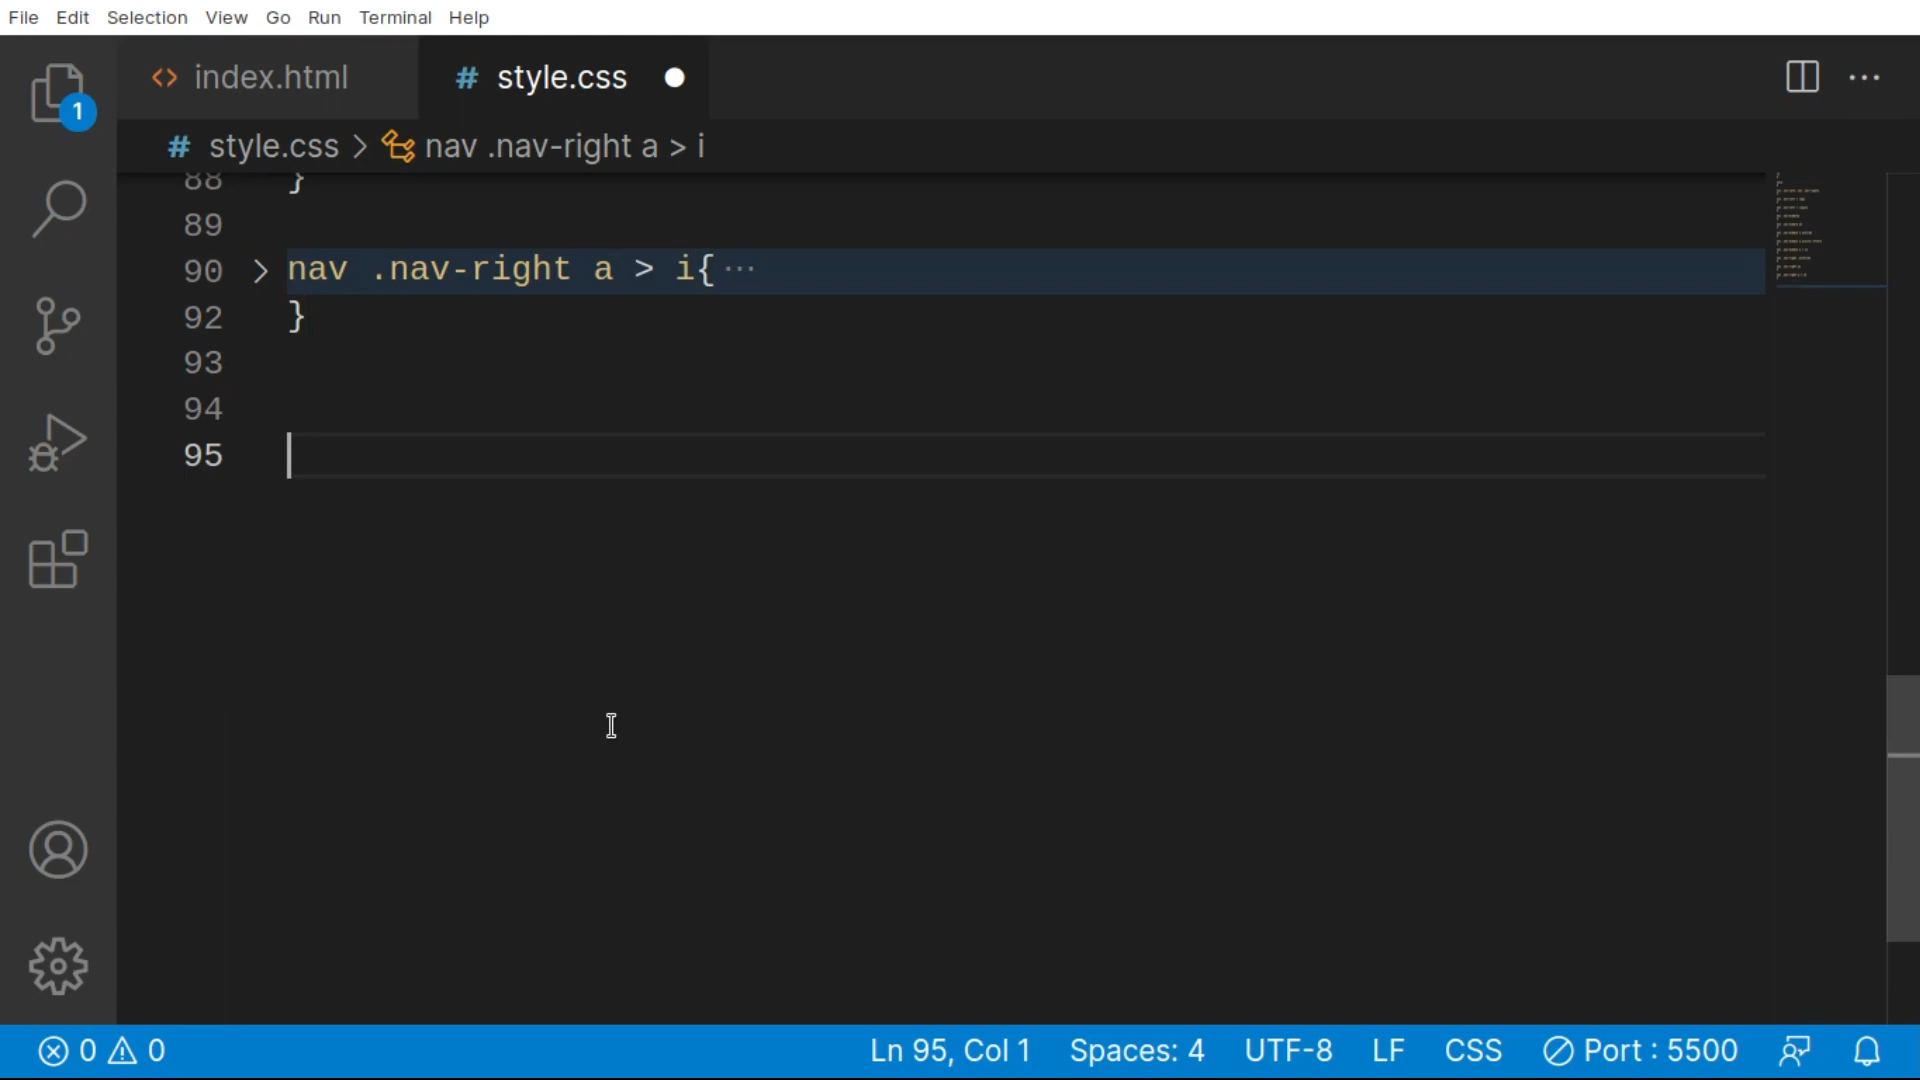 File Edit Selection View Go Run Terminal Help
1
<> index.html # style.css
# style.css > nav .nav-right a > i
88 }
89
90 > nav .nav-right a > i{ ···
92 }
93
94
95
0 0 Ln 95, Col 1 Spaces: 4 UTF-8 LF CSS Port : 5500